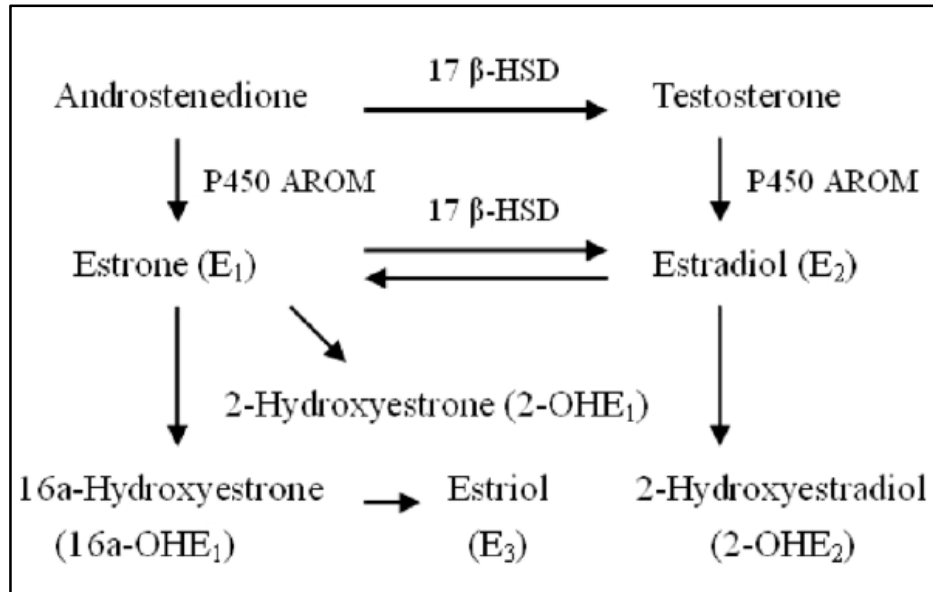 17 β-HSD
Androstenedione
Testosterone
P450 AROM
P450 AROM
17 β-HSD
Estrone (E₁)
Estradiol (E₂)
2-Hydroxyestrone (2-OHE₁)
16a-Hydroxyestrone
(16a-OHE₁)
Estriol
(E₃)
2-Hydroxyestradiol
(2-OHE₂)